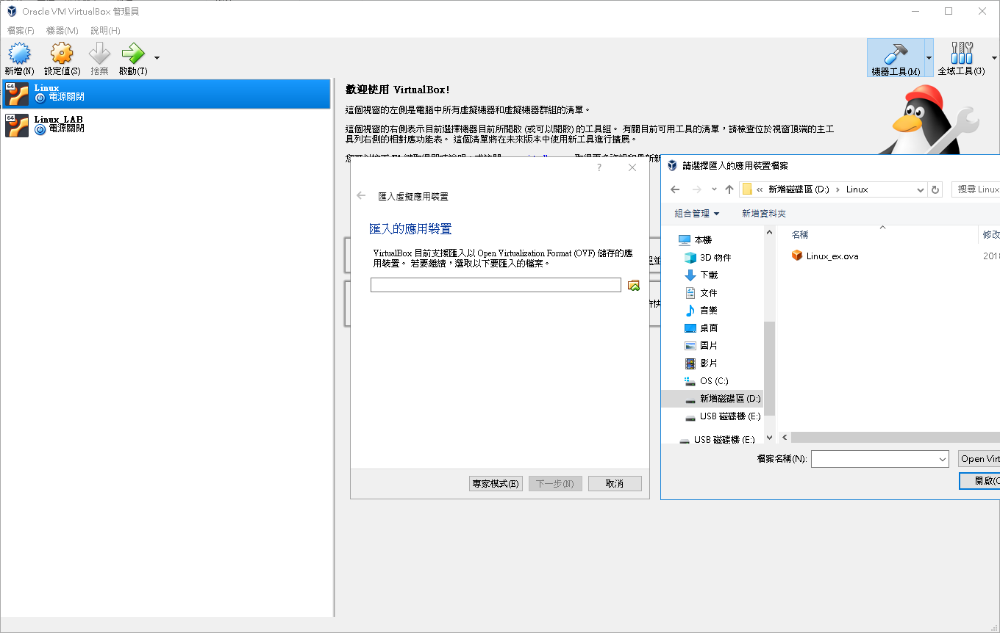 Oracle VM VirtualBox 管理員
檔案(F) 機器(M) 說明(H)
新增(N) 設定值(S) 捨棄 啟動(T)
機器工具(M) 全域工具(G)
64
Linux
電源關閉
64
Linux_LAB
電源關閉
歡迎使用 VirtualBox!
這個視窗的左側是電腦中所有虛擬機器和虛擬機器群組的清單。
這個視窗的右側表示目前選擇機器目前所開啟 (或可以開啟) 的工具組。 有關目前可用工具的清單，請檢查位於視窗頂端的主工
具列右側的相對應功能表。 這個清單將在未來版本中使用新工具進行擴展。
?
匯入虛擬應用裝置
匯入的應用裝置
VirtualBox 目前支援匯入以 Open Virtualization Format (OVF) 儲存的應
用裝置。 若要繼續，選取以下要匯入的檔案。
專家模式(E) 下一步(N) 取消
請選擇匯入的應用裝置檔案
« 新增磁碟區 (D:) › Linux
搜尋 Linux
組合管理 新增資料夾
本機
3D 物件
下載
文件
音樂
桌面
圖片
影片
OS (C:)
新增磁碟區 (D:)
USB 磁碟機 (E:)
USB 磁碟機 (E:)
名稱 修改
Linux_ex.ova 2018
檔案名稱(N):
Open Virt
開啟(O